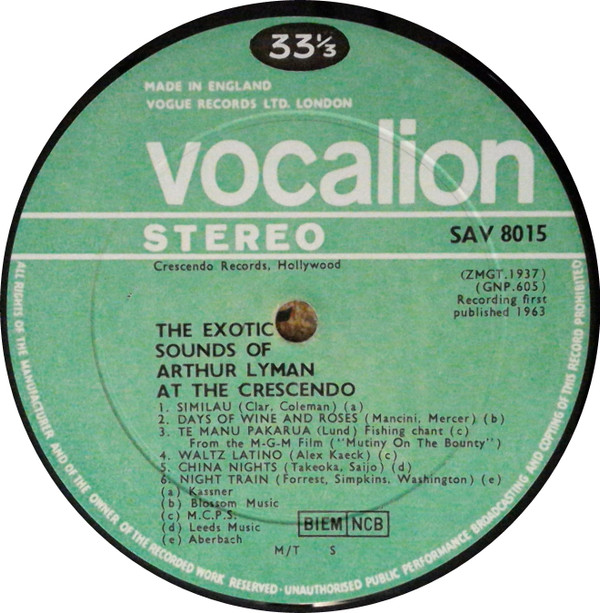 33⅓
MADE IN ENGLAND
VOGUE RECORDS LTD. LONDON
vocalion
STEREO
SAV 8015
Crescendo Records, Hollywood
(ZMGT.1937)
(GNP.605)
Recording first
published 1963
THE EXOTIC
SOUNDS OF
ARTHUR LYMAN
AT THE CRESCENDO
1. SIMILAU (Clar, Coleman) (a)
2. DAYS OF WINE AND ROSES (Mancini, Mercer) (b)
3. TE MANU PAKARUA (Lund) Fishing chant (c)
From the M-G-M Film ("Mutiny On The Bounty")
4. WALTZ LATINO (Alex Kaeck) (c)
5. CHINA NIGHTS (Takeoka, Saijo) (d)
6. NIGHT TRAIN (Forrest, Simpkins, Washington) (e)
(a) Kassner
(b) Blossom Music
(c) M.C.P.S.
(d) Leeds Music
(e) Aberbach
BIEM NCB
M/T S
ALL RIGHTS OF THE MANUFACTURER AND OF THE OWNER OF THE RECORDED WORK RESERVED · UNAUTHORISED PUBLIC PERFORMANCE BROADCASTING AND COPYING OF THIS RECORD PROHIBITED